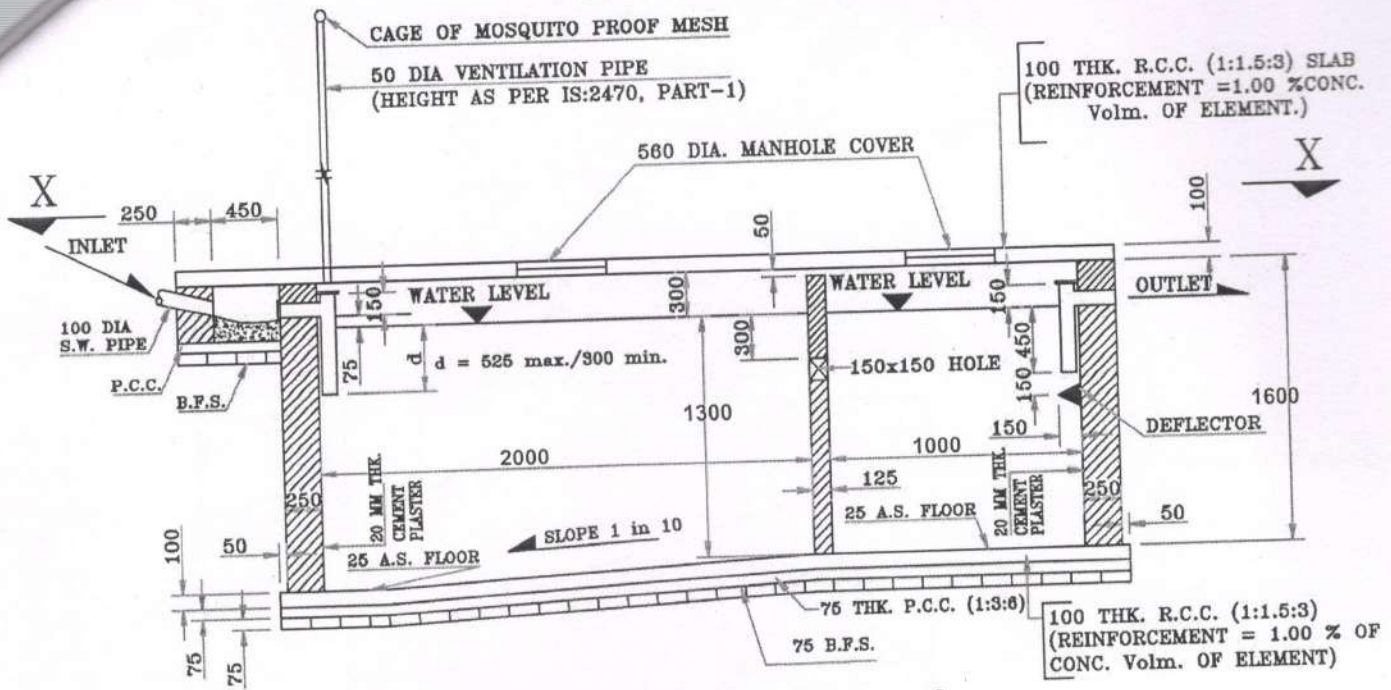 CAGE OF MOSQUITO PROOF MESH
50 DIA VENTILATION PIPE
(HEIGHT AS PER IS:2470, PART-1)
100 THK. R.C.C. (1:1.5:3) SLAB
(REINFORCEMENT =1.00 %CONC.
Volm. OF ELEMENT.)
560 DIA. MANHOLE COVER
X
X
250
450
50
100
INLET
WATER LEVEL
WATER LEVEL
OUTLET
150
300
150
100 DIA
S.W. PIPE
75
d
d = 525 max./300 min.
300
450
P.C.C.
B.F.S.
150x150 HOLE
150
1300
1600
DEFLECTOR
150
2000
1000
125
250
20 MM THK.
CEMENT
PLASTER
20 MM THK.
CEMENT
PLASTER
250
25 A.S. FLOOR
50
SLOPE 1 in 10
100
50
25 A.S. FLOOR
75 THK. P.C.C. (1:3:6)
75 B.F.S.
75
75
100 THK. R.C.C. (1:1.5:3)
(REINFORCEMENT = 1.00 % OF
CONC. Volm. OF ELEMENT)